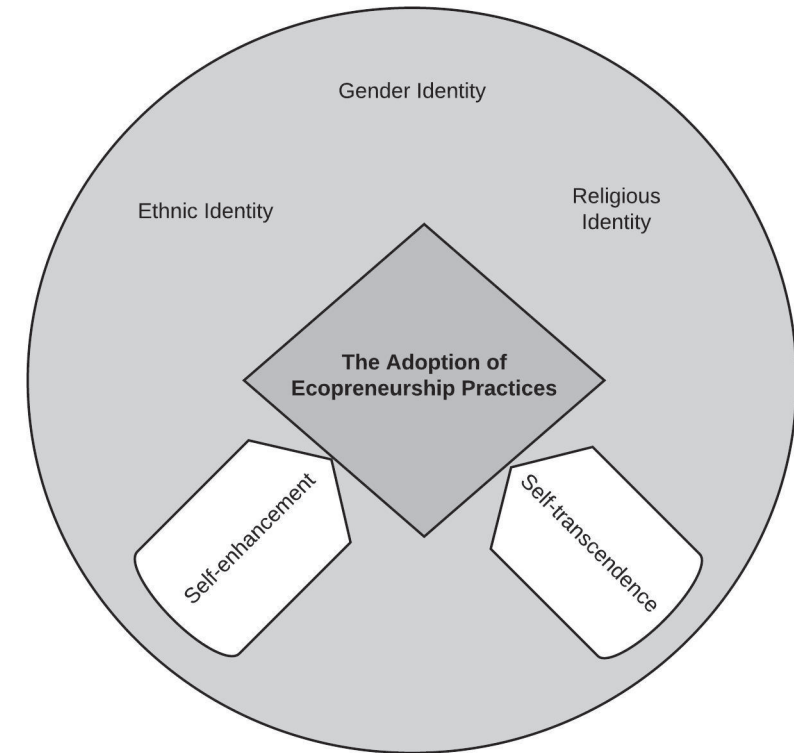 Gender Identity
Ethnic Identity
Religious
Identity
The Adoption of
Ecopreneurship Practices
Self-enhancement
Self-transcendence